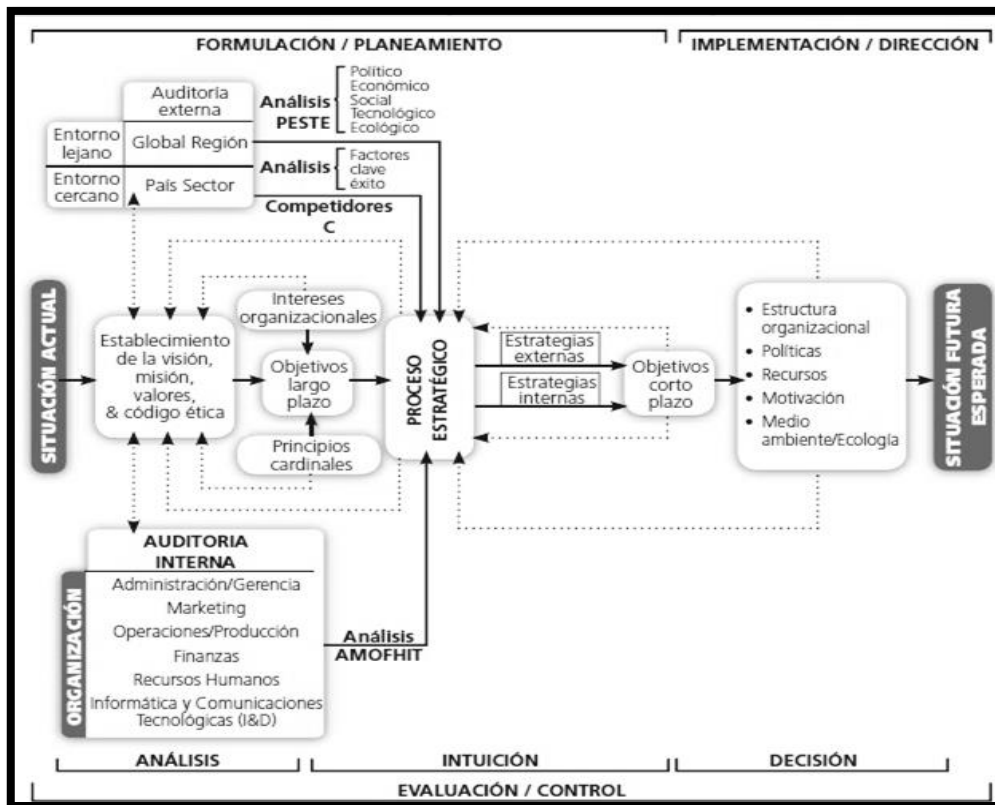 FORMULACIÓN / PLANEAMIENTO
IMPLEMENTACIÓN / DIRECCIÓN
Auditoría
externa
Entorno
lejano
Global Región
Entorno
cercano
País Sector
Análisis
PESTE
Político
Económico
Social
Tecnológico
Ecológico
Análisis
Factores
clave
éxito
Competidores
C
SITUACIÓN ACTUAL
Establecimiento
de la visión,
misión,
valores,
& código ética
Intereses
organizacionales
Objetivos
largo
plazo
Principios
cardinales
PROCESO
ESTRATÉGICO
Estrategias
externas
Estrategias
internas
Objetivos
corto
plazo
• Estructura
organizacional
• Políticas
• Recursos
• Motivación
• Medio
ambiente/Ecología
SITUACIÓN FUTURA
ESPERADA
ORGANIZACIÓN
AUDITORIA
INTERNA
Administración/Gerencia
Marketing
Operaciones/Producción
Finanzas
Recursos Humanos
Informática y Comunicaciones
Tecnológicas (I&D)
Análisis
AMOFHIT
ANÁLISIS
INTUICIÓN
DECISIÓN
EVALUACIÓN / CONTROL